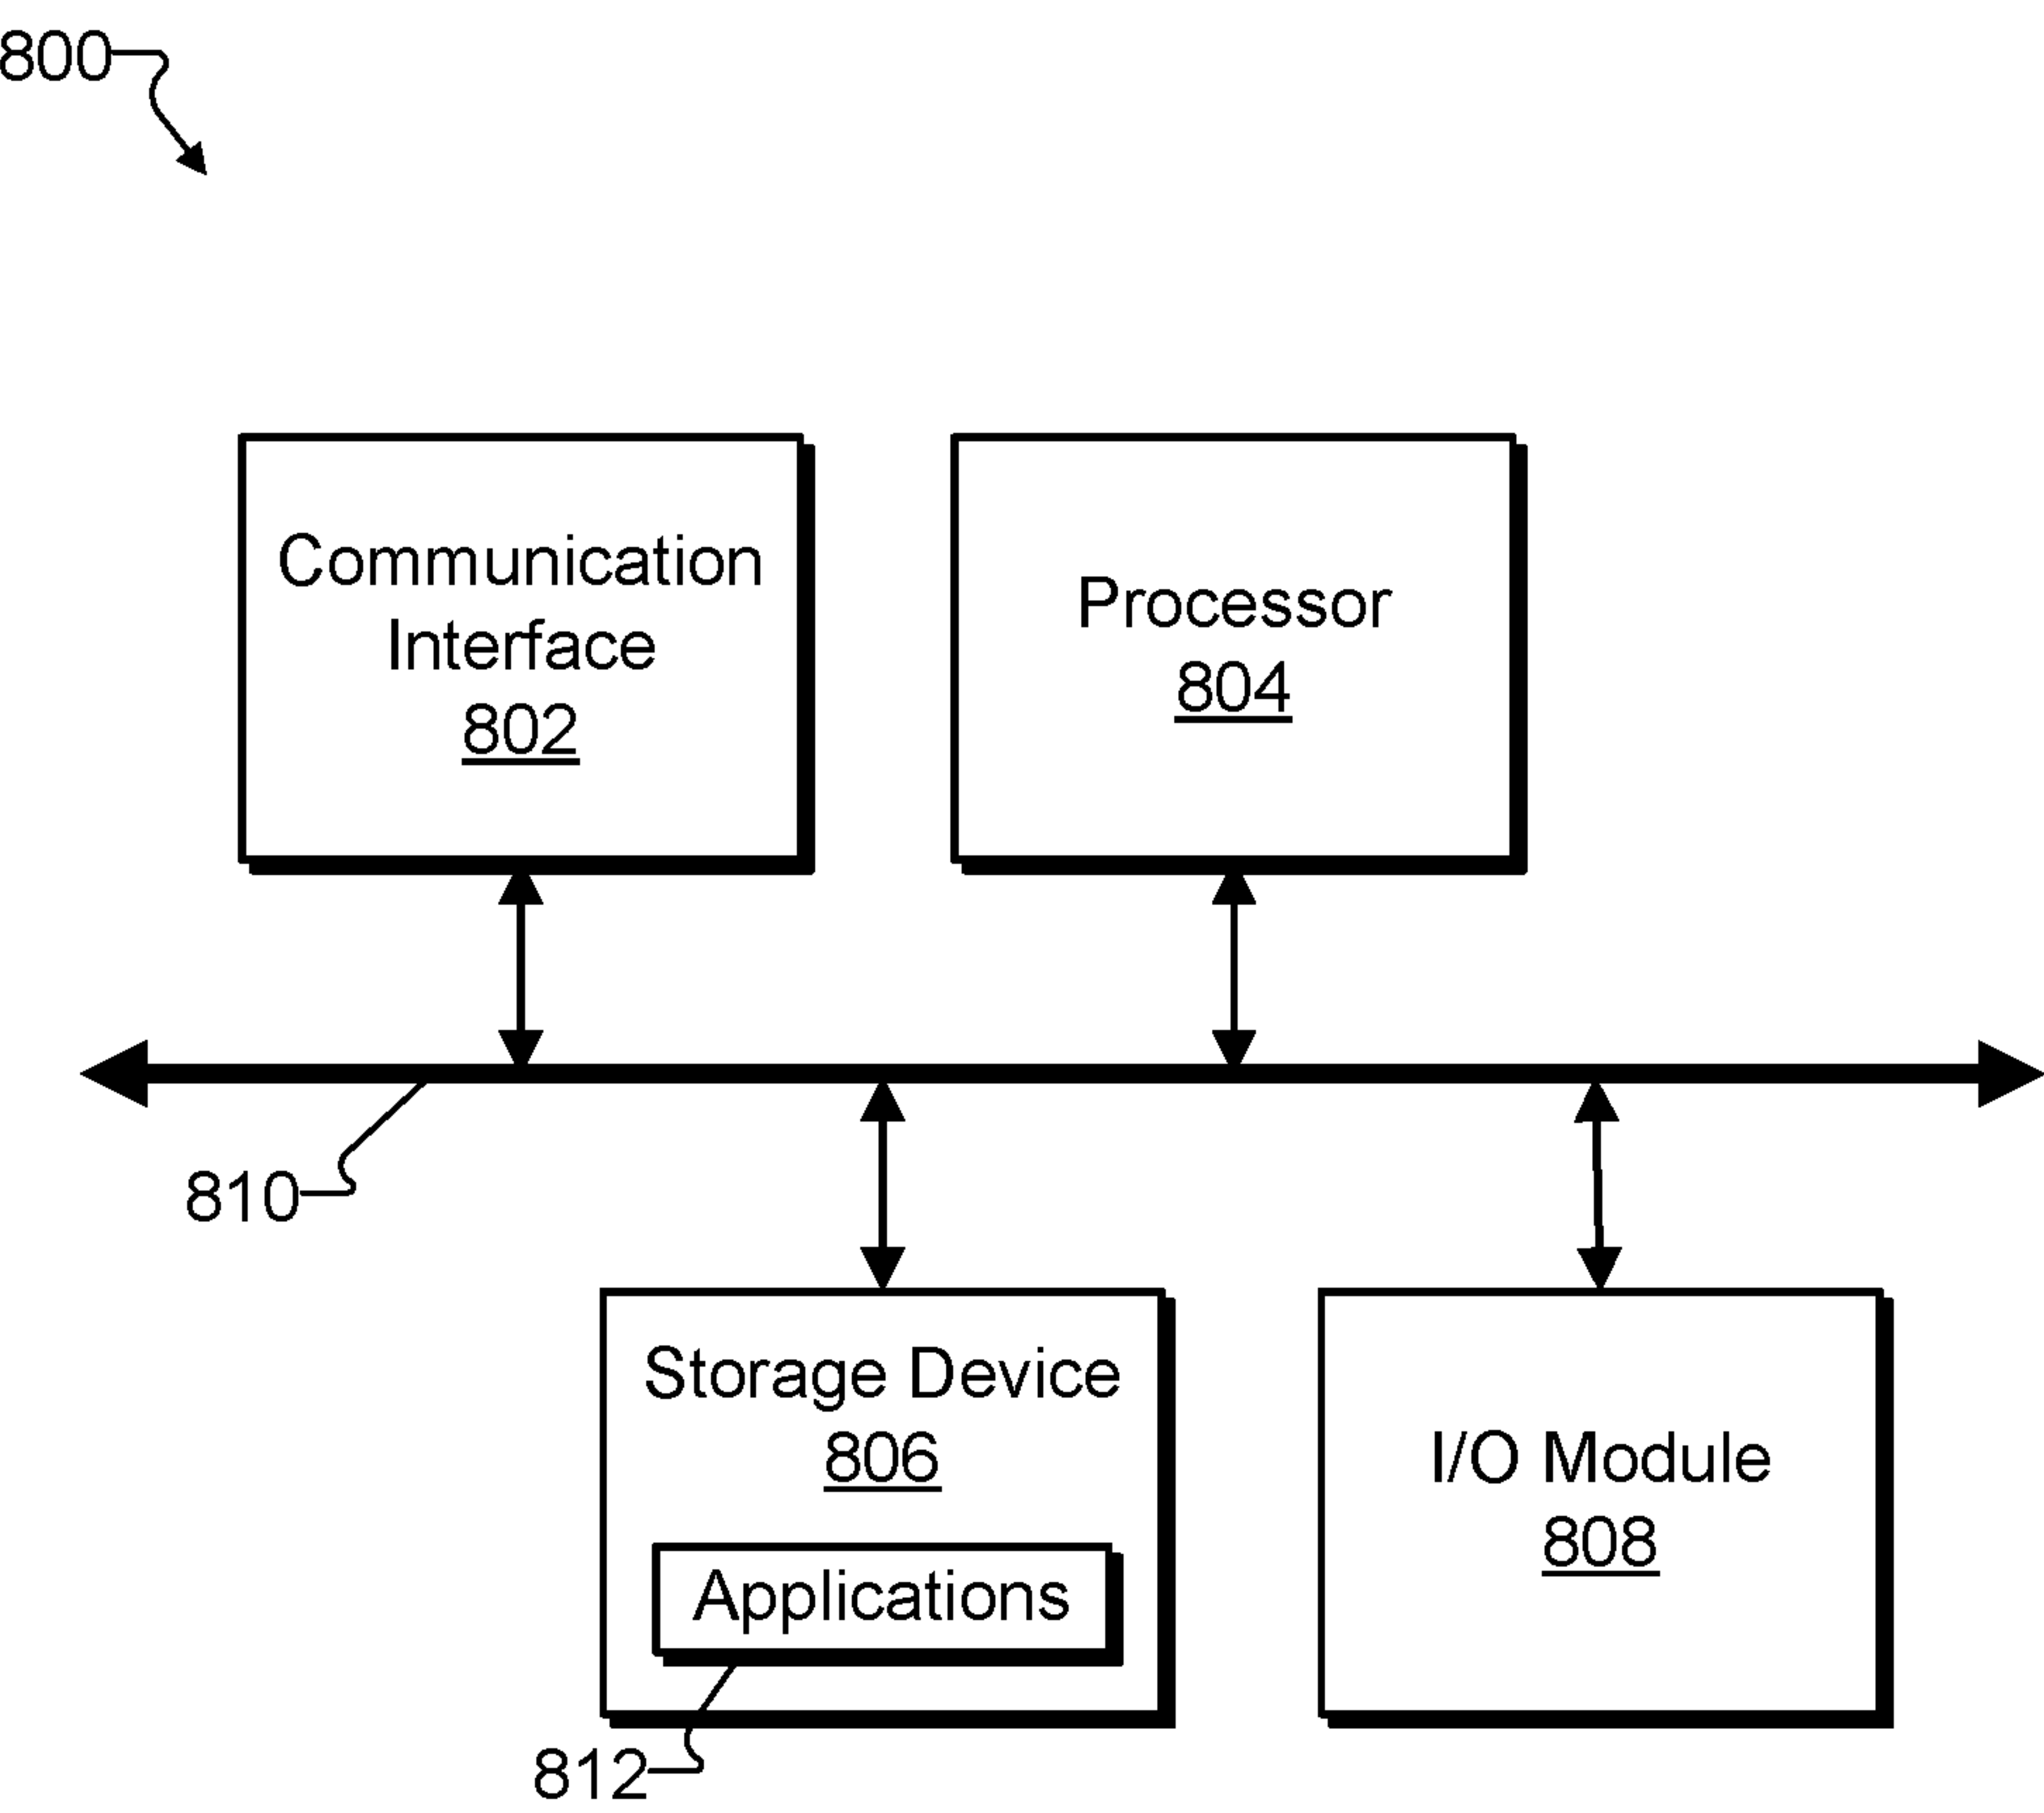 800
Communication
Interface
802
Processor
804
810
Storage Device
806
Applications
812
I/O Module
808